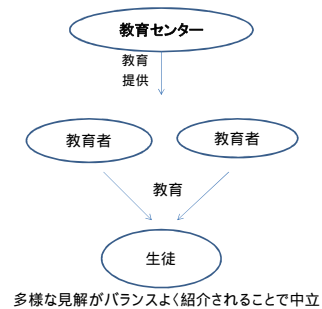 教育センター
教育
提供
教育者
教育者
教育
生徒
多様な見解がバランスよく紹介されることで中立